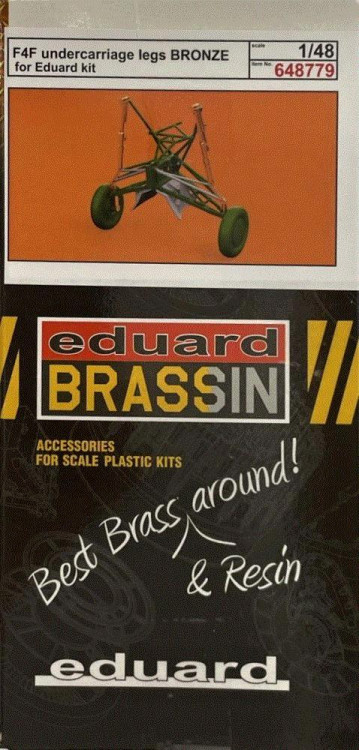 F4F undercarriage legs BRONZE
for Eduard kit
scale
1/48
Item No.
648779
eduard
BRASSIN
ACCESSORIES
FOR SCALE PLASTIC KITS
Best Brass around!
& Resin
eduard